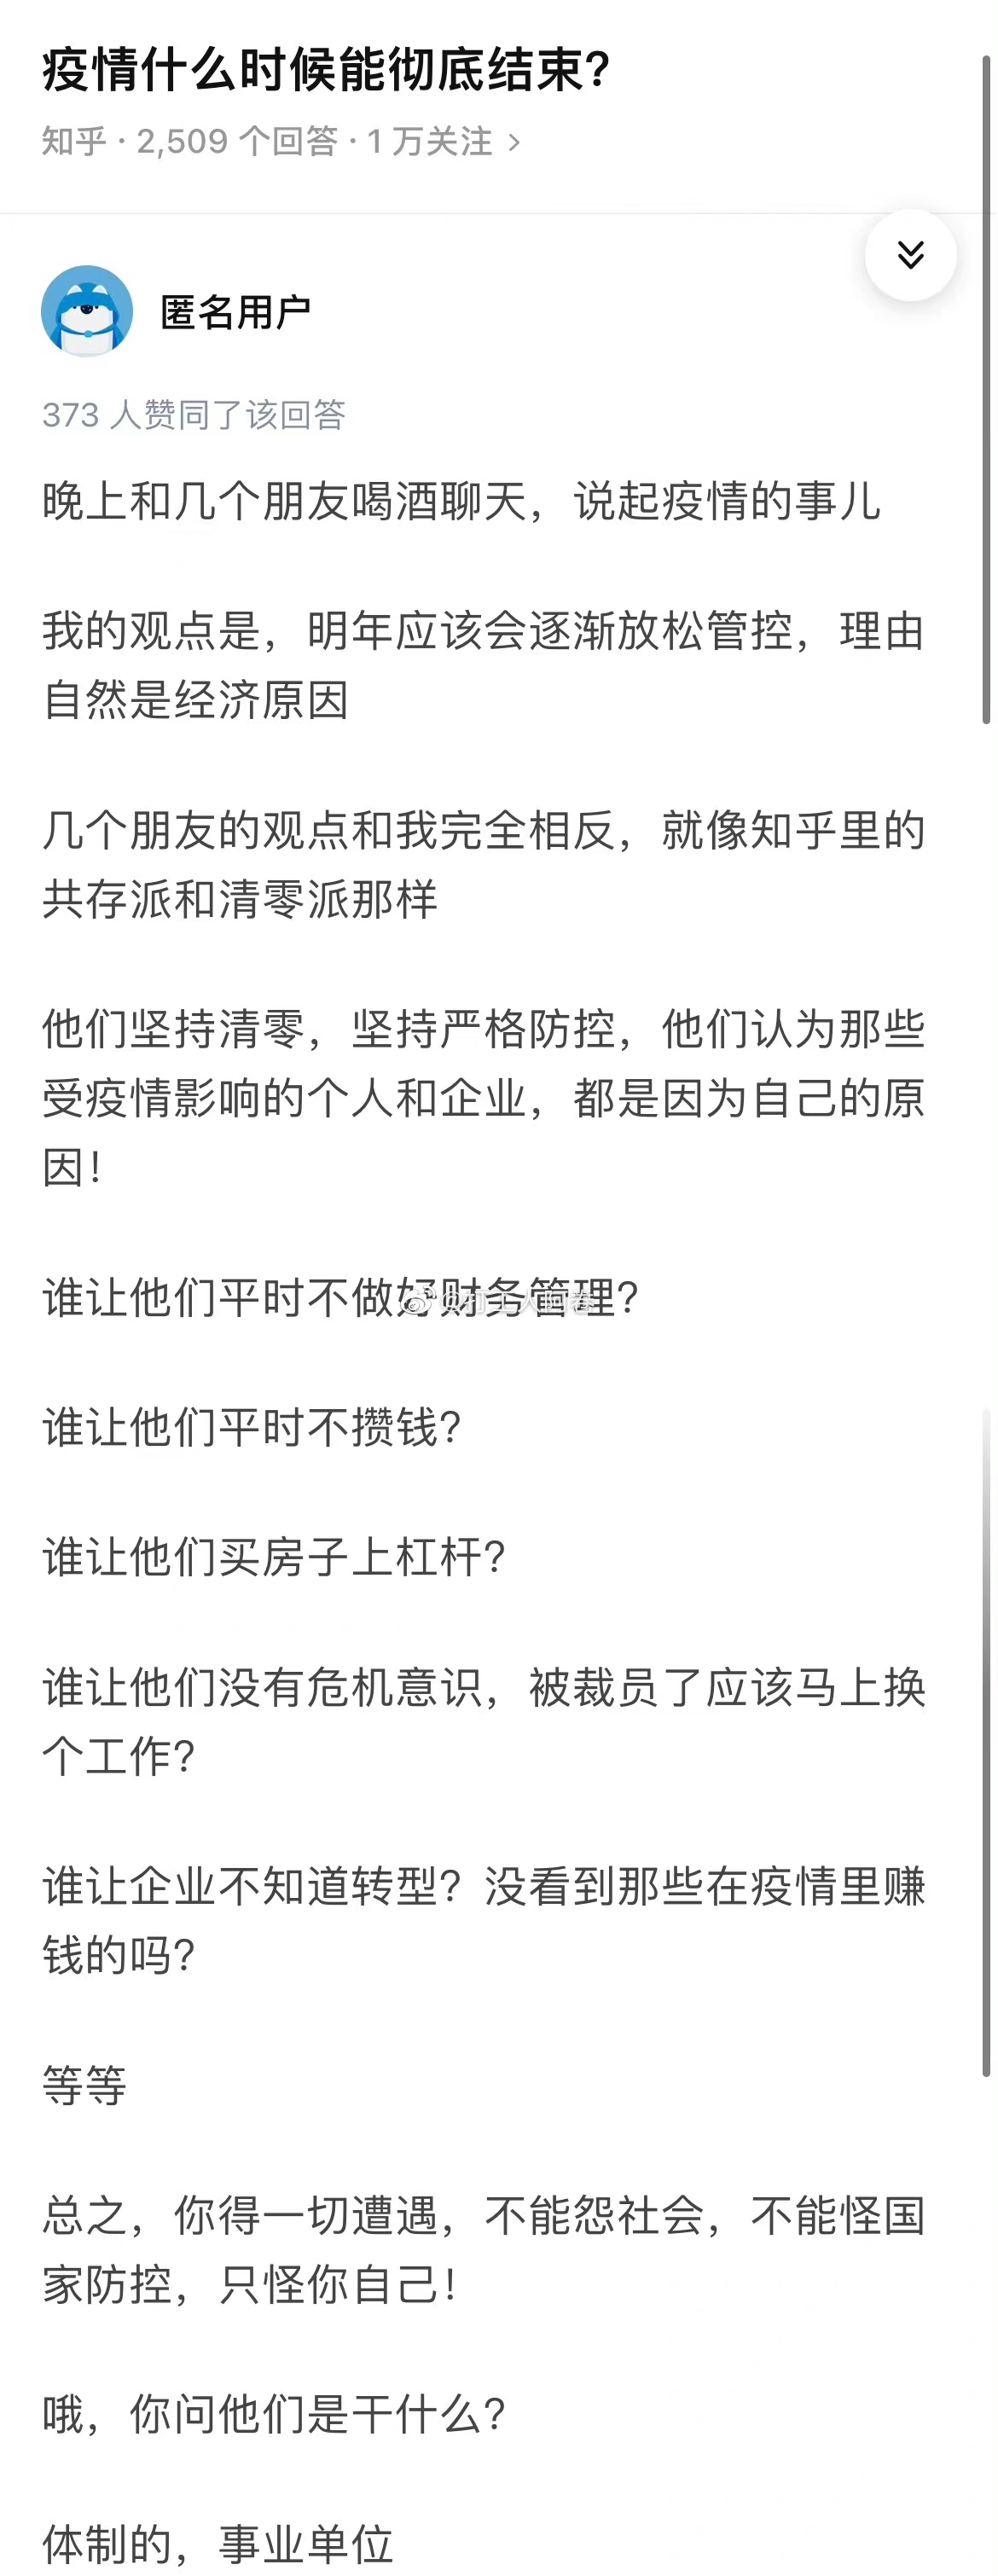 疫情什么时候能彻底结束?
知乎 · 2,509 个回答 · 1 万关注 >
匿名用户
373 人赞同了该回答
晚上和几个朋友喝酒聊天，说起疫情的事儿
我的观点是，明年应该会逐渐放松管控，理由
自然是经济原因
几个朋友的观点和我完全相反，就像知乎里的
共存派和清零派那样
他们坚持清零，坚持严格防控，他们认为那些
受疫情影响的个人和企业，都是因为自己的原
因！
谁让他们平时不做好财务管理？
谁让他们平时不攒钱？
谁让他们买房子上杠杆？
谁让他们没有危机意识，被裁员了应该马上换
个工作？
谁让企业不知道转型？没看到那些在疫情里赚
钱的吗？
等等
总之，你得一切遭遇，不能怨社会，不能怪国
家防控，只怪你自己！
哦，你问他们是干什么？
体制的，事业单位